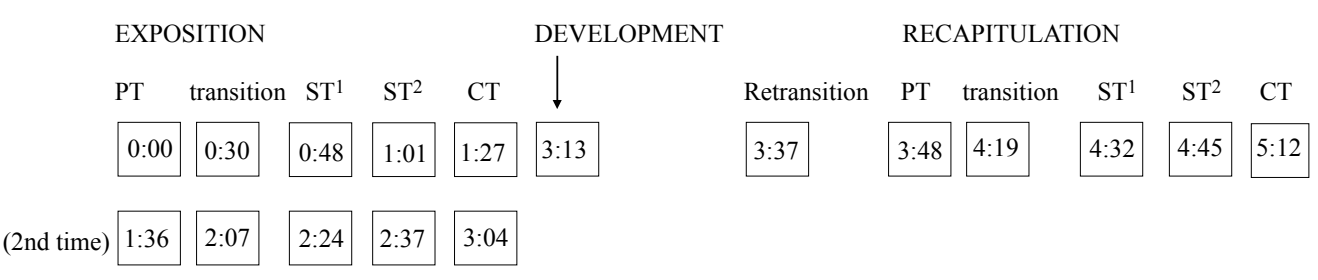 EXPOSITION DEVELOPMENT RECAPITULATION
PT transition ST¹ ST² CT Retransition PT transition ST¹ ST² CT
0:00 0:30 0:48 1:01 1:27 3:13 3:37 3:48 4:19 4:32 4:45 5:12
(2nd time) 1:36 2:07 2:24 2:37 3:04